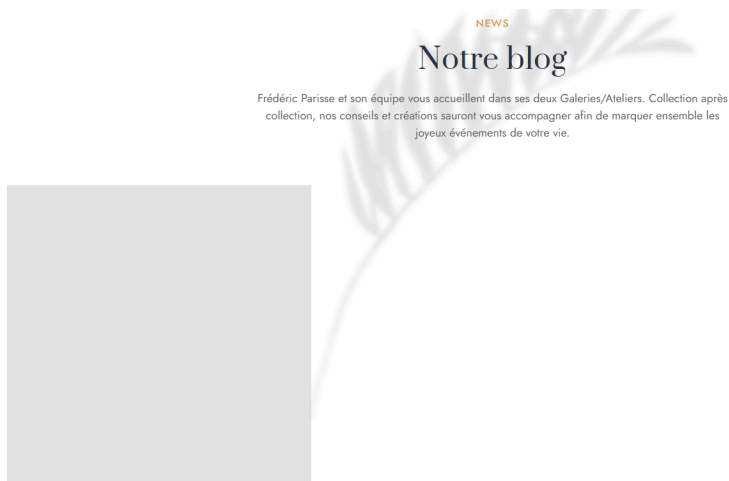 NEWS
Notre blog
Frédéric Parisse et son équipe vous accueillent dans ses deux Galeries/Ateliers. Collection après
collection, nos conseils et créations sauront vous accompagner afin de marquer ensemble les
joyeux événements de votre vie.